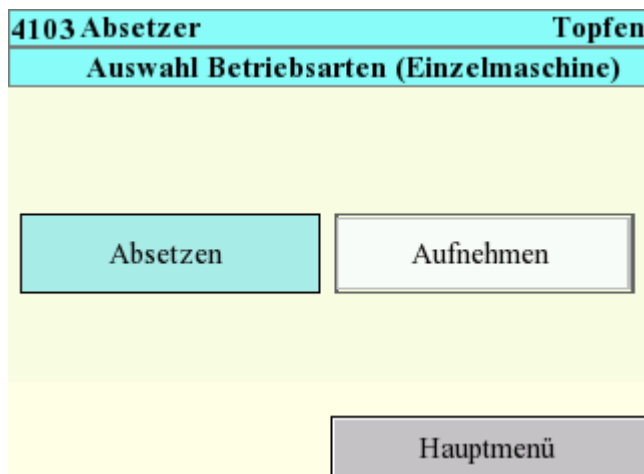 4103 Absetzer Topfen
Auswahl Betriebsarten (Einzelmaschine)
Absetzen Aufnehmen
Hauptmenü